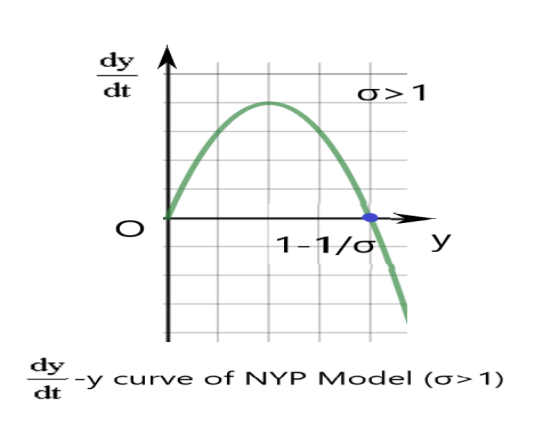 dy
dt
σ>1
O
1-1/σ
y
dy/dt -y curve of NYP Model (σ>1)